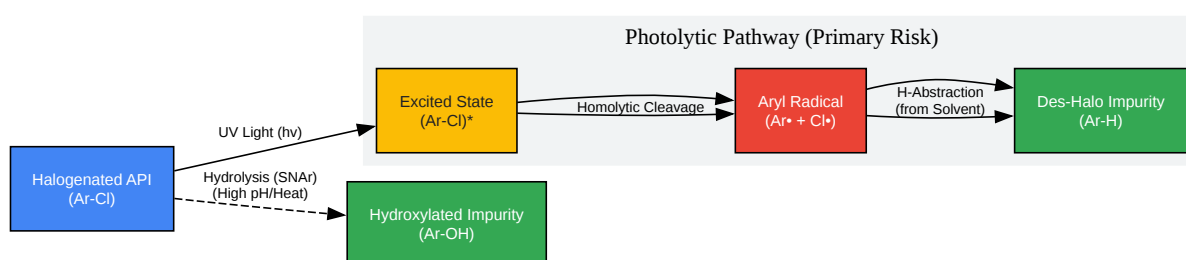 Photolytic Pathway (Primary Risk)
Halogenated API
(Ar-Cl)
UV Light (hv)
Excited State
(Ar-Cl)*
Homolytic Cleavage
Aryl Radical
(Ar• + Cl•)
H-Abstraction
(from Solvent)
Des-Halo Impurity
(Ar-H)
Hydrolysis (SNAr)
(High pH/Heat)
Hydroxylated Impurity
(Ar-OH)